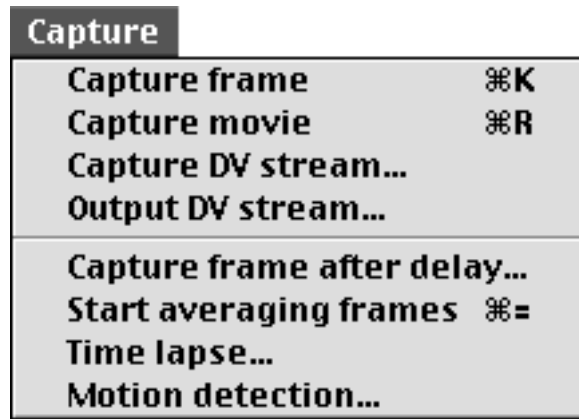 Capture
Capture frame ⌘K
Capture movie ⌘R
Capture DV stream...
Output DV stream...
Capture frame after delay...
Start averaging frames ⌘=
Time lapse...
Motion detection...